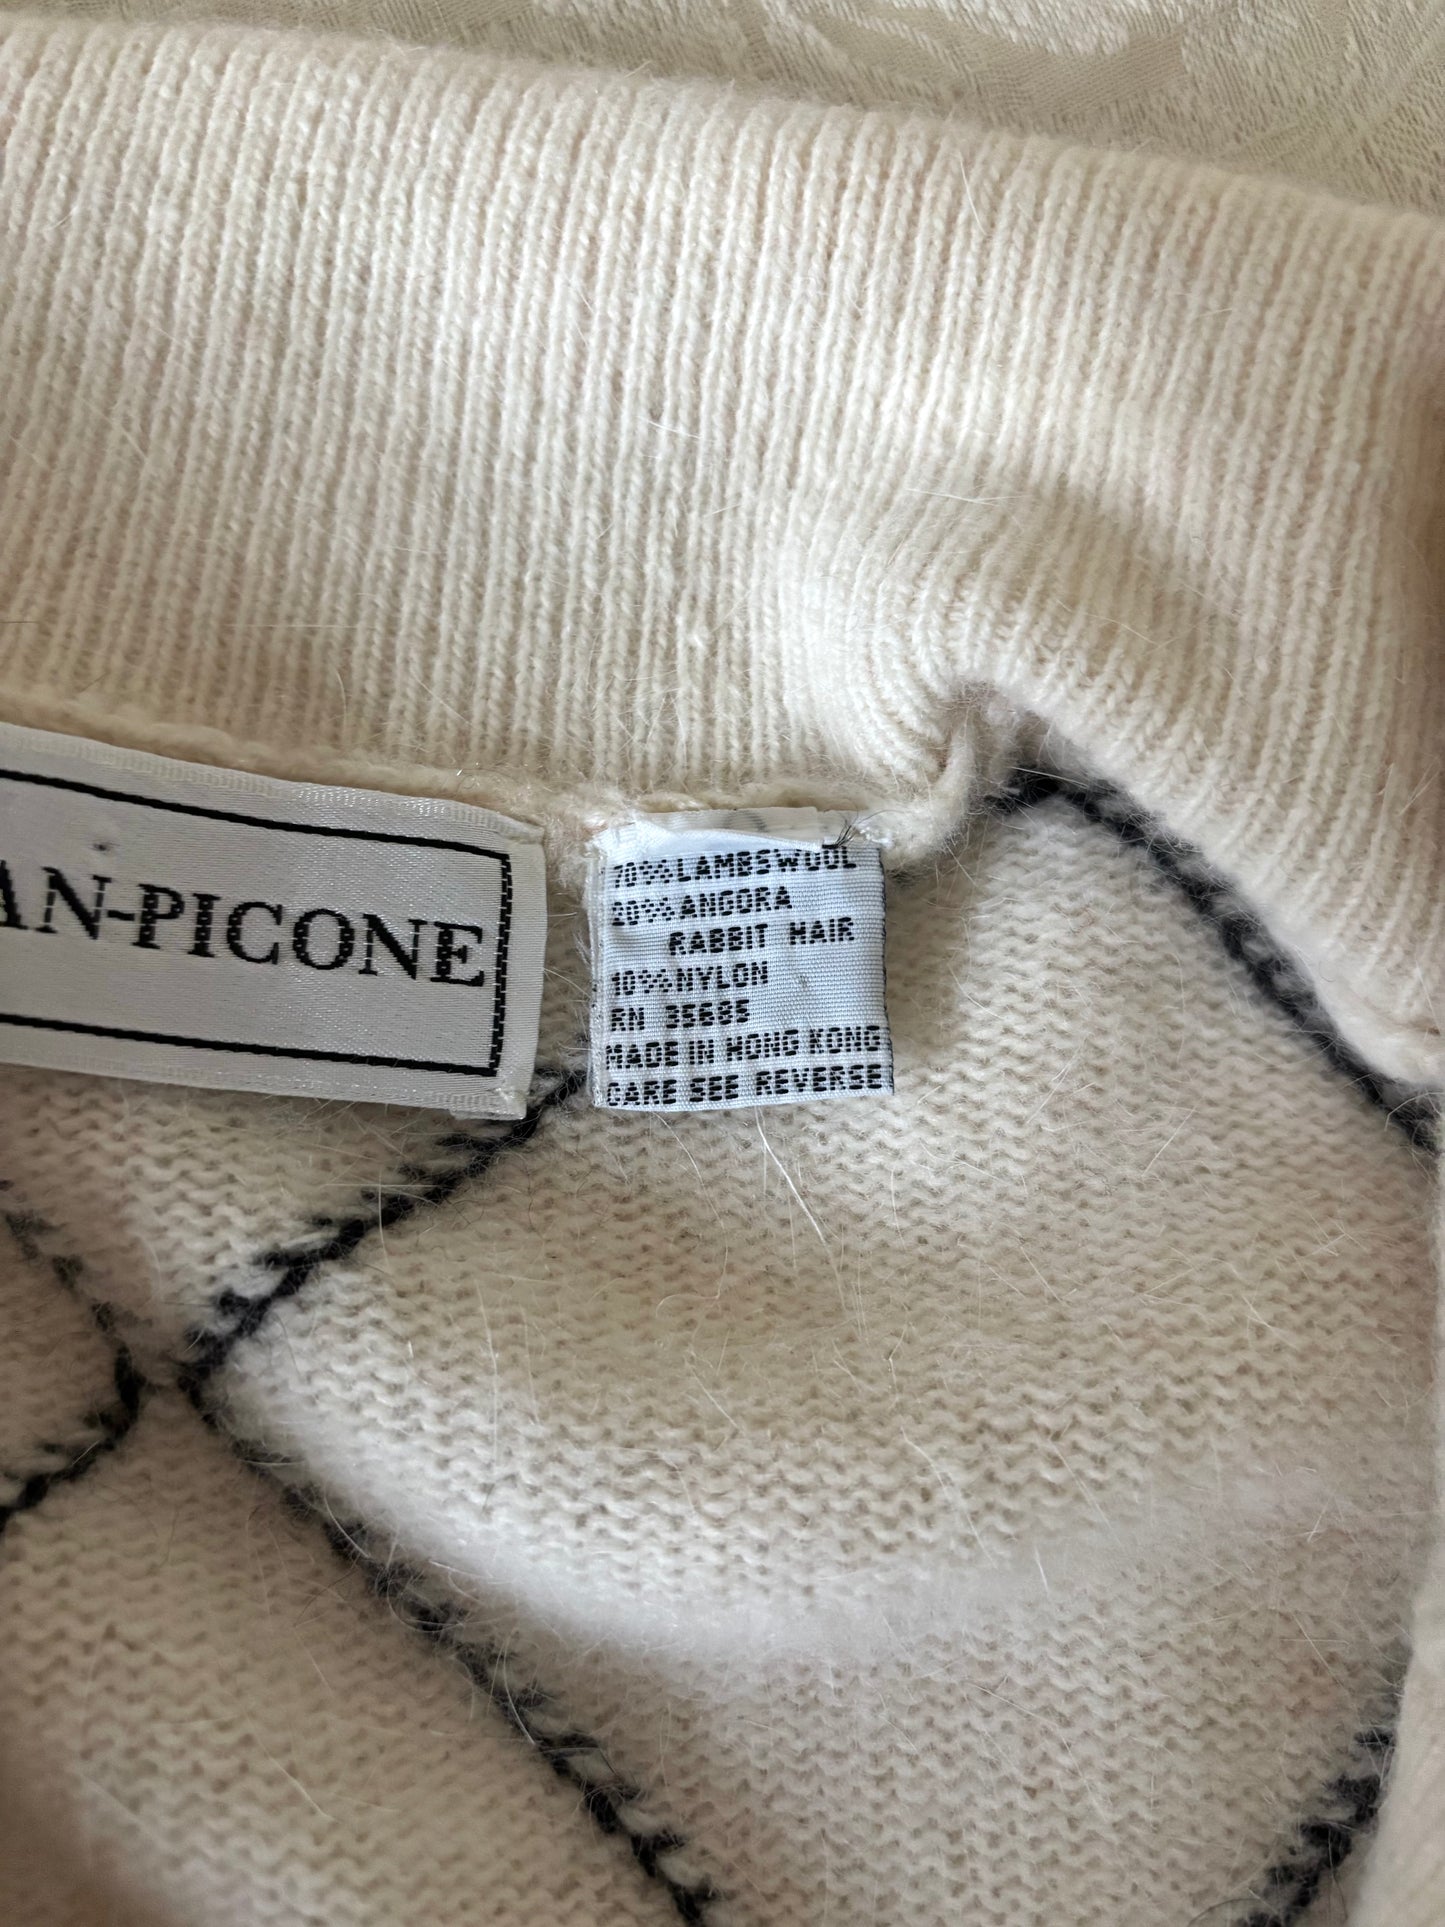 AN-PICONE
70% LAMBSWOOL
20% ANGORA
RABBIT HAIR
10% NYLON
RN 35685
MADE IN HONG KONG
CARE SEE REVERSE